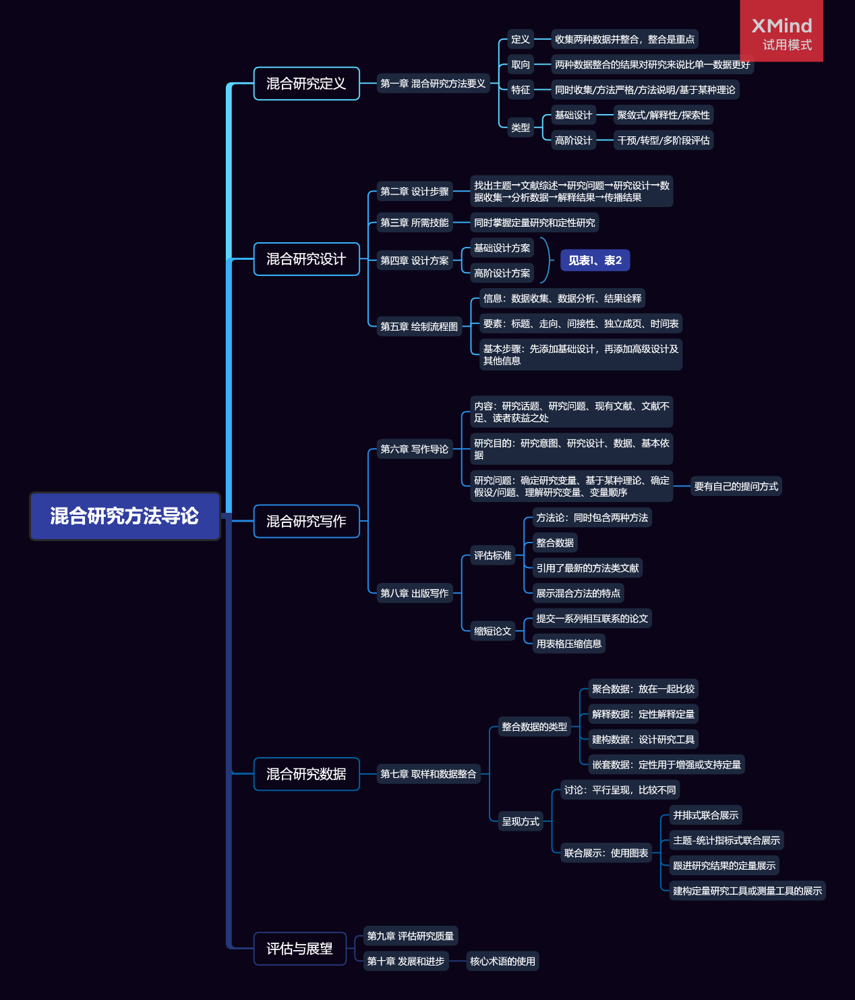 XMind
试用模式
混合研究方法导论
混合研究定义
第一章 混合研究方法要义
定义
收集两种数据并整合，整合是重点
取向
两种数据整合的结果对研究来说比单一数据更好
特征
同时收集/方法严格/方法说明/基于某种理论
类型
基础设计
聚敛式/解释性/探索性
高阶设计
干预/转型/多阶段评估
混合研究设计
第二章 设计步骤
找出主题→文献综述→研究问题→研究设计→数
据收集→分析数据→解释结果→传播结果
第三章 所需技能
同时掌握定量研究和定性研究
第四章 设计方案
基础设计方案
高阶设计方案
见表1、表2
第五章 绘制流程图
信息：数据收集、数据分析、结果诠释
要素：标题、走向、间接性、独立成页、时间表
基本步骤：先添加基础设计，再添加高级设计及
其他信息
混合研究写作
第六章 写作导论
内容：研究话题、研究问题、现有文献、文献不
足、读者获益之处
研究目的：研究意图、研究设计、数据、基本依
据
研究问题：确定研究变量、基于某种理论、确定
假设/问题、理解研究变量、变量顺序
要有自己的提问方式
第八章 出版写作
评估标准
方法论：同时包含两种方法
整合数据
引用了最新的方法类文献
展示混合方法的特点
缩短论文
提交一系列相互联系的论文
用表格压缩信息
混合研究数据
第七章 取样和数据整合
整合数据的类型
聚合数据：放在一起比较
解释数据：定性解释定量
建构数据：设计研究工具
嵌套数据：定性用于增强或支持定量
呈现方式
讨论：平行呈现，比较不同
联合展示：使用图表
并排式联合展示
主题-统计指标式联合展示
跟进研究结果的定量展示
建构定量研究工具或测量工具的展示
评估与展望
第九章 评估研究质量
第十章 发展和进步
核心术语的使用